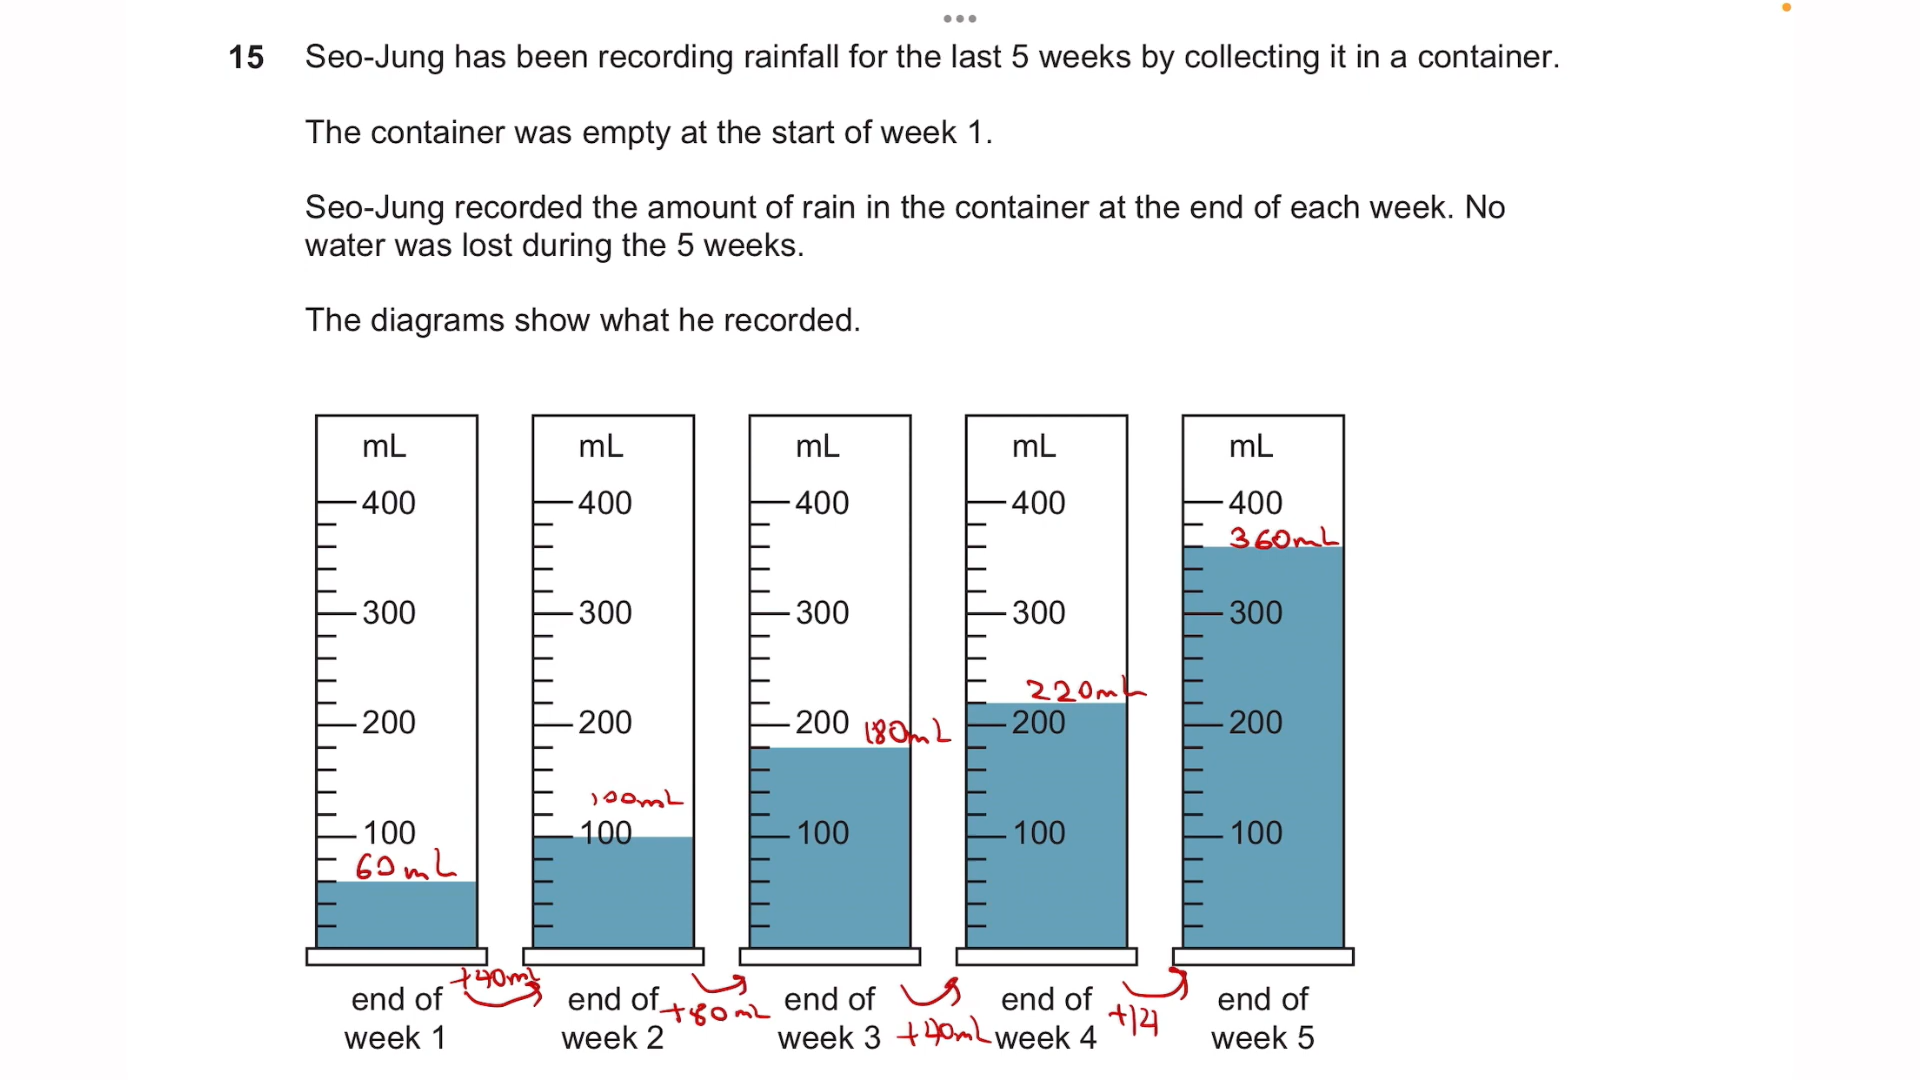 15 Seo-Jung has been recording rainfall for the last 5 weeks by collecting it in a container.
The container was empty at the start of week 1.
Seo-Jung recorded the amount of rain in the container at the end of each week. No
water was lost during the 5 weeks.
The diagrams show what he recorded.
mL mL mL mL mL
400 400 400 400 400
360mL
300 300 300 300 300
220mL
200 200 200 200 200
180mL
100mL
100 100 100 100 100
60mL
+40mL +80mL +40mL +14
end of end of end of end of end of
week 1 week 2 week 3 week 4 week 5